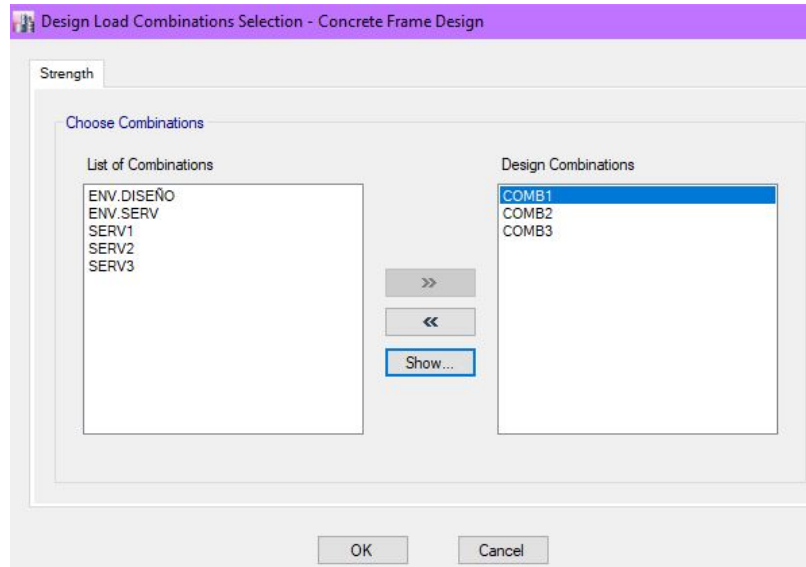 Design Load Combinations Selection - Concrete Frame Design
Strength
Choose Combinations
List of Combinations
ENV.DISEÑO
ENV.SERV
SERV1
SERV2
SERV3
>>
<<
Show...
Design Combinations
COMB1
COMB2
COMB3
OK
Cancel